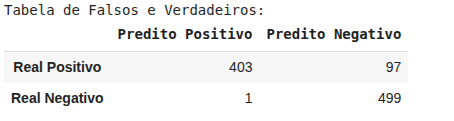 Tabela de Falsos e Verdadeiros:
Predito Positivo Predito Negativo
Real Positivo 403 97
Real Negativo 1 499